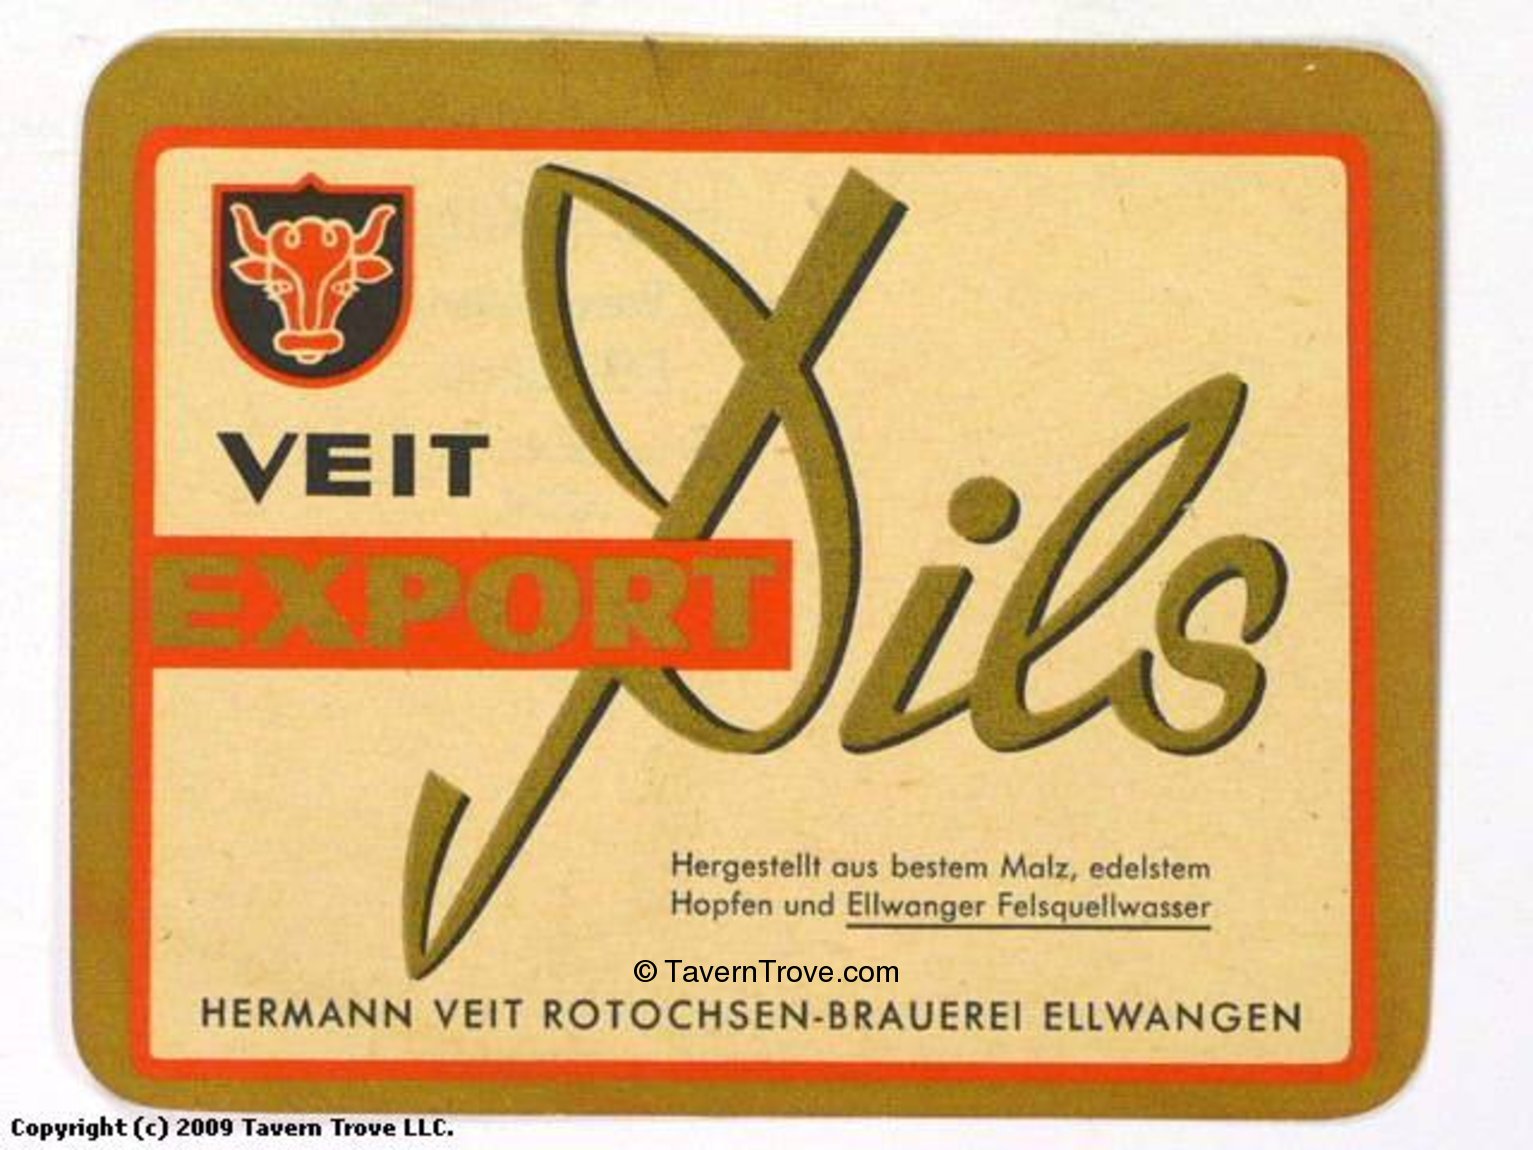 VEIT
EXPORT
Pils
Hergestellt aus bestem Malz, edelstem
Hopfen und Ellwanger Felsquellwasser
© TavernTrove.com
HERMANN VEIT ROTOCHSEN-BRAUEREI ELLWANGEN
Copyright (c) 2009 Tavern Trove LLC.